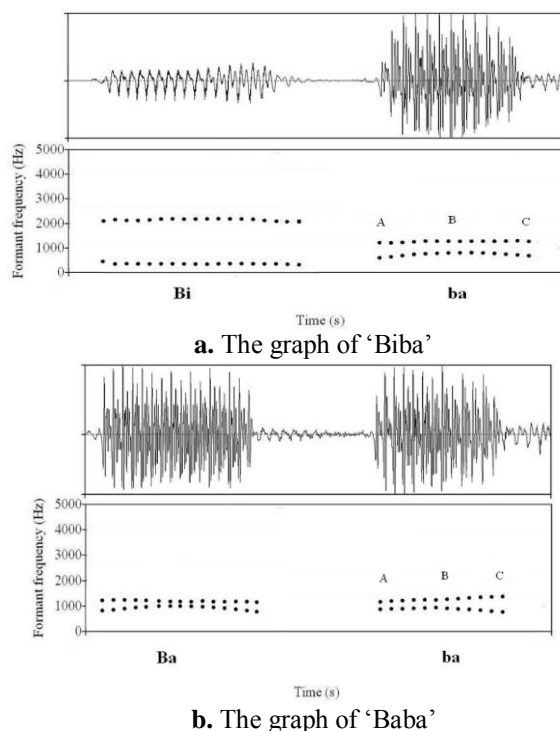 Formant frequency (Hz)
5000
4000
3000
2000
1000
0
A B C
Bi ba
Time (s)
a. The graph of ‘Biba’
Formant frequency (Hz)
5000
4000
3000
2000
1000
0
A B C
Ba ba
Time (s)
b. The graph of ‘Baba’